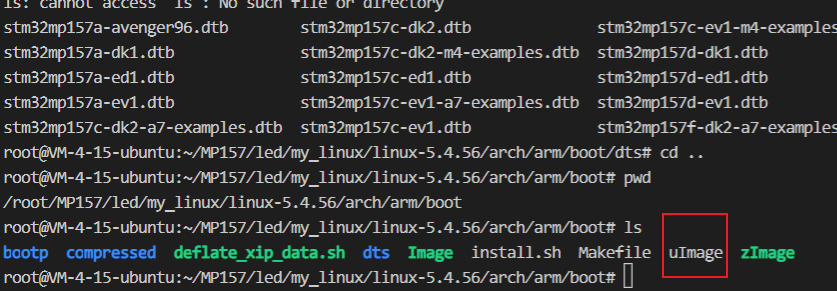 ls: cannot access 'ls': No such file or directory
stm32mp157a-avenger96.dtb stm32mp157c-dk2.dtb stm32mp157c-ev1-m4-examples.dtb
stm32mp157a-dk1.dtb stm32mp157c-dk2-m4-examples.dtb stm32mp157d-dk1.dtb
stm32mp157a-ed1.dtb stm32mp157c-ed1.dtb stm32mp157d-ed1.dtb
stm32mp157a-ev1.dtb stm32mp157c-ev1-a7-examples.dtb stm32mp157d-ev1.dtb
stm32mp157c-dk2-a7-examples.dtb stm32mp157c-ev1.dtb stm32mp157f-dk2-a7-examples
root@VM-4-15-ubuntu:~/MP157/led/my_linux/linux-5.4.56/arch/arm/boot/dts# cd ..
root@VM-4-15-ubuntu:~/MP157/led/my_linux/linux-5.4.56/arch/arm/boot# pwd
/root/MP157/led/my_linux/linux-5.4.56/arch/arm/boot
root@VM-4-15-ubuntu:~/MP157/led/my_linux/linux-5.4.56/arch/arm/boot# ls
bootp compressed deflate_xip_data.sh dts Image install.sh Makefile uImage zImage
root@VM-4-15-ubuntu:~/MP157/led/my_linux/linux-5.4.56/arch/arm/boot#